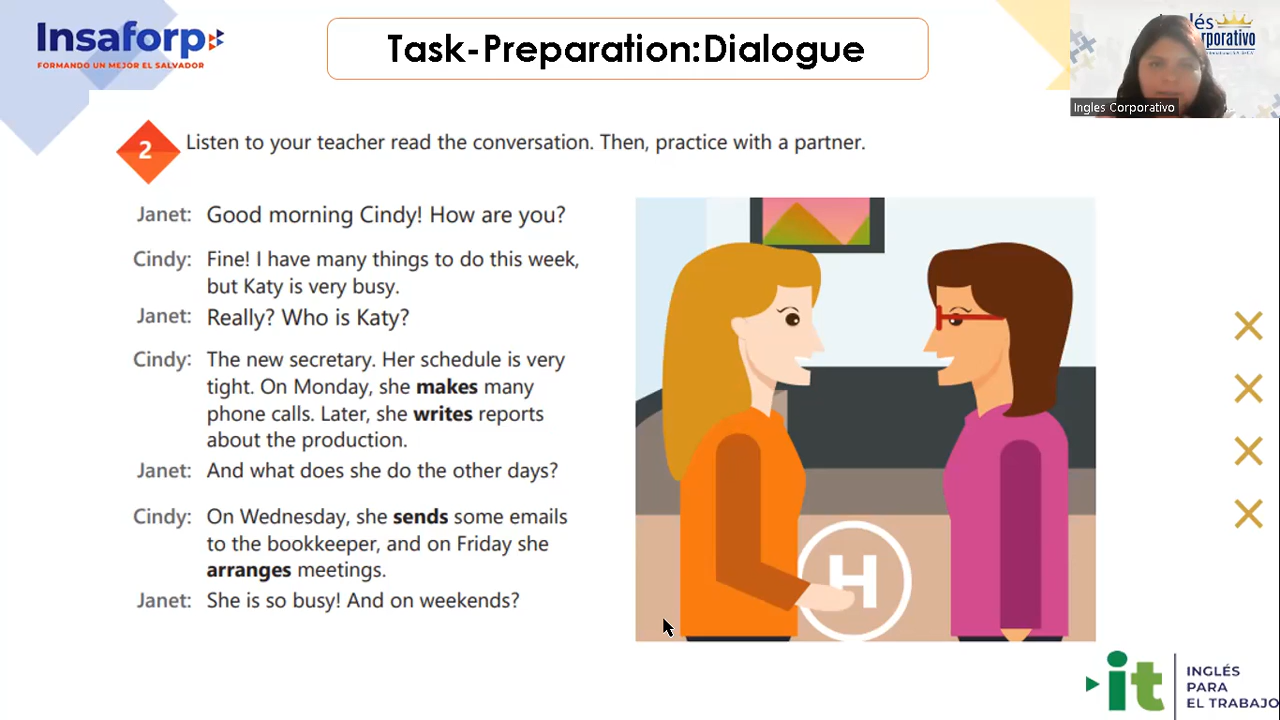 Insaforp
FORMANDO UN MEJOR EL SALVADOR
Task-Preparation:Dialogue
Ingles Corporativo
2
Listen to your teacher read the conversation. Then, practice with a partner.
Janet: Good morning Cindy! How are you?
Cindy: Fine! I have many things to do this week,
but Katy is very busy.
Janet: Really? Who is Katy?
Cindy: The new secretary. Her schedule is very
tight. On Monday, she makes many
phone calls. Later, she writes reports
about the production.
Janet: And what does she do the other days?
Cindy: On Wednesday, she sends some emails
to the bookkeeper, and on Friday she
arranges meetings.
Janet: She is so busy! And on weekends?
H
it
INGLÉS
PARA
EL TRABAJO